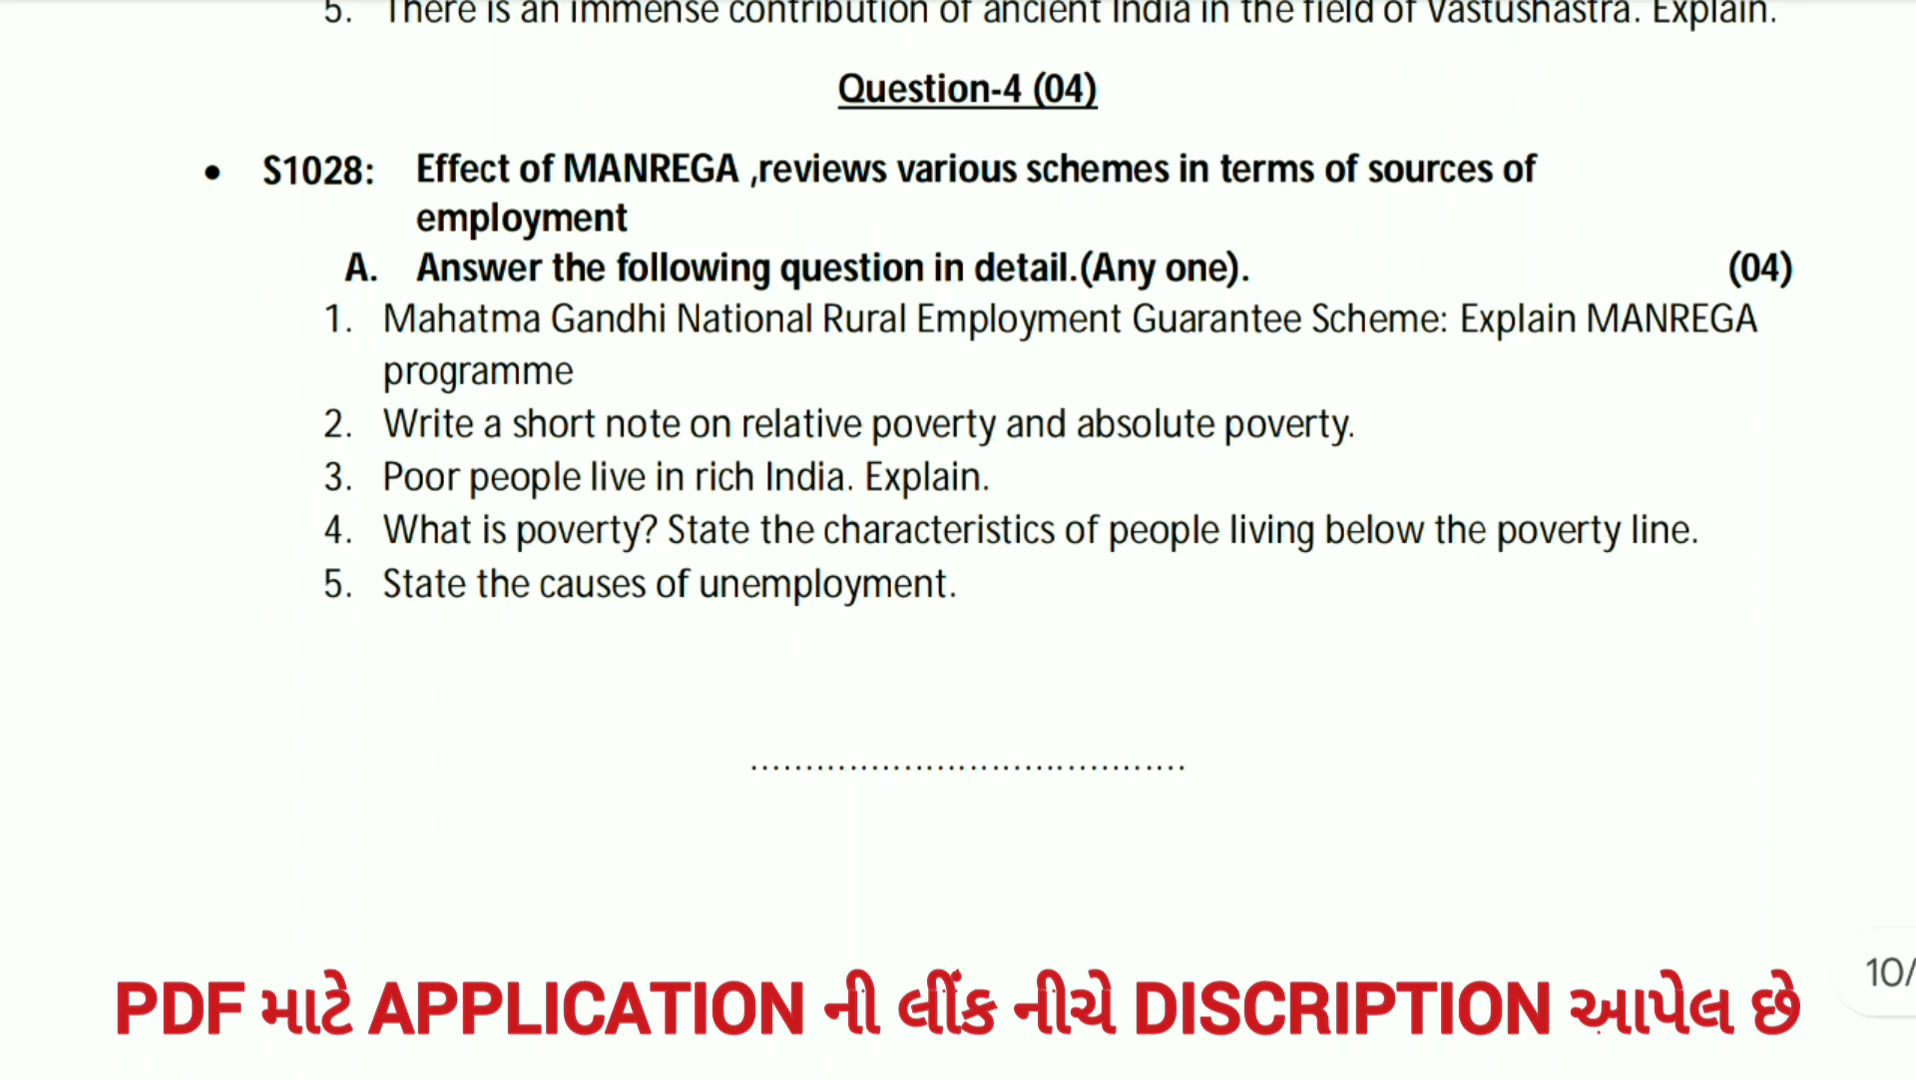 5. There is an immense contribution of ancient India in the field of Vastushastra. Explain.
Question-4 (04)
• S1028: Effect of MANREGA ,reviews various schemes in terms of sources of
employment
A. Answer the following question in detail.(Any one). (04)
1. Mahatma Gandhi National Rural Employment Guarantee Scheme: Explain MANREGA
programme
2. Write a short note on relative poverty and absolute poverty.
3. Poor people live in rich India. Explain.
4. What is poverty? State the characteristics of people living below the poverty line.
5. State the causes of unemployment.
........................................
10/
PDF માટે APPLICATION ની લીંક નીચે DISCRIPTION આપેલ છે